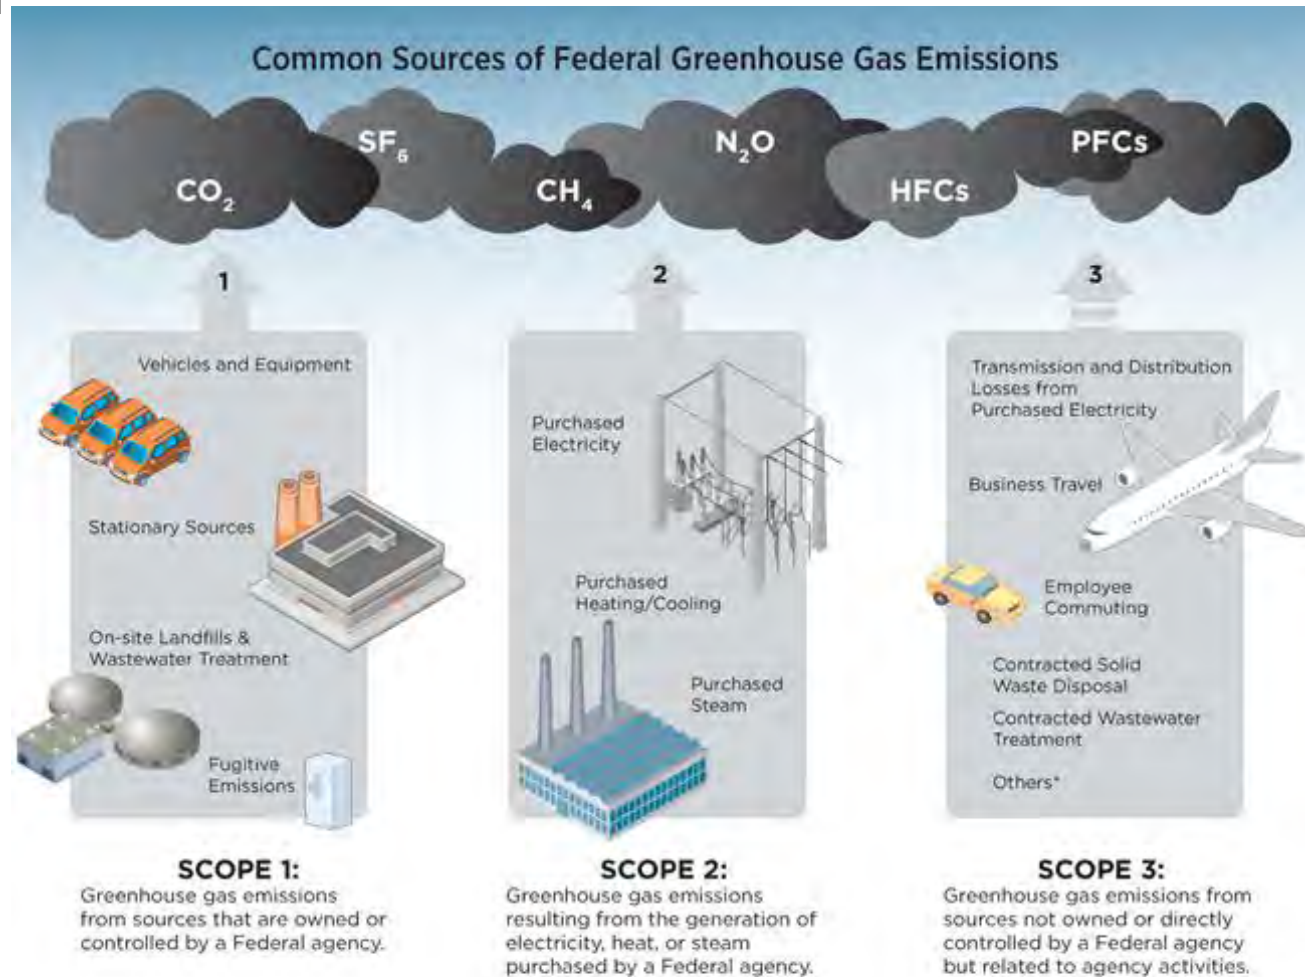 Common Sources of Federal Greenhouse Gas Emissions
SF6
N2O
PFCs
CO2
CH4
HFCs
1
2
3
Vehicles and Equipment
Stationary Sources
On-site Landfills &
Wastewater Treatment
Fugitive
Emissions
Purchased
Electricity
Purchased
Heating/Cooling
Purchased
Steam
Transmission and Distribution
Losses from
Purchased Electricity
Business Travel
Employee
Commuting
Contracted Solid
Waste Disposal
Contracted Wastewater
Treatment
Others*
SCOPE 1:
Greenhouse gas emissions
from sources that are owned or
controlled by a Federal agency.
SCOPE 2:
Greenhouse gas emissions
resulting from the generation of
electricity, heat, or steam
purchased by a Federal agency.
SCOPE 3:
Greenhouse gas emissions from
sources not owned or directly
controlled by a Federal agency
but related to agency activities.